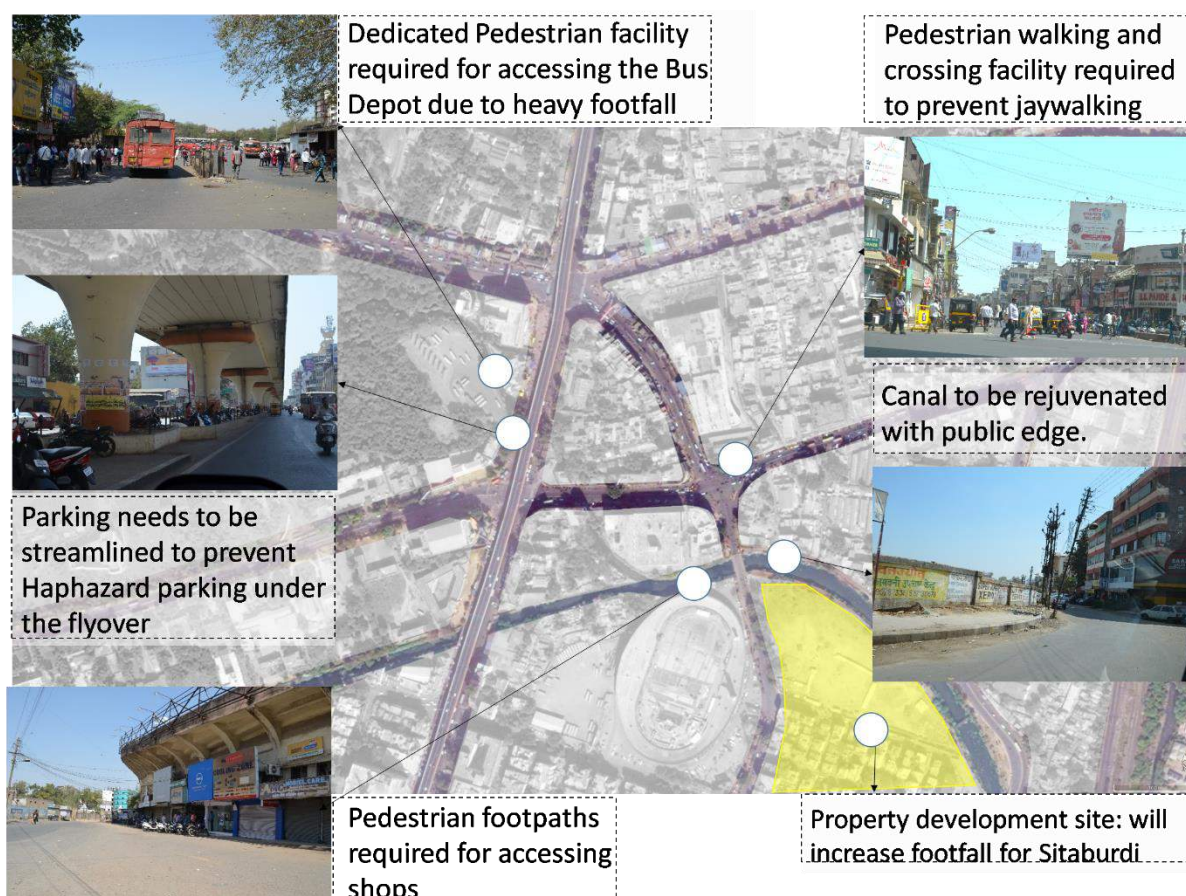 Dedicated Pedestrian facility
required for accessing the Bus
Depot due to heavy footfall
Pedestrian walking and
crossing facility required
to prevent jaywalking
Canal to be rejuvenated
with public edge.
Parking needs to be
streamlined to prevent
Haphazard parking under
the flyover
Pedestrian footpaths
required for accessing
shops
Property development site: will
increase footfall for Sitaburdi